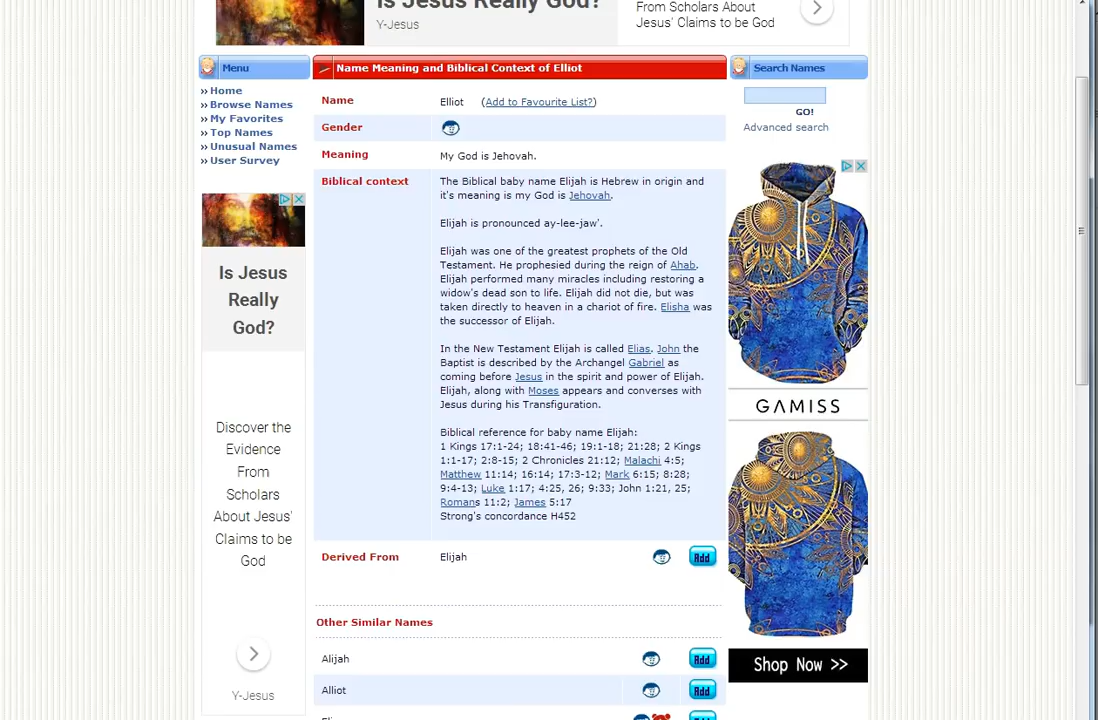 Is Jesus Really God?
Y-Jesus
From Scholars About
Jesus' Claims to be God
Menu
Name Meaning and Biblical Context of Elliot
Search Names
›› Home
›› Browse Names
›› My Favorites
›› Top Names
›› Unusual Names
›› User Survey
Name
Elliot (Add to Favourite List?)
Gender
Meaning
My God is Jehovah.
Biblical context
The Biblical baby name Elijah is Hebrew in origin and
it's meaning is my God is Jehovah.
Elijah is pronounced ay-lee-jaw'.
Elijah was one of the greatest prophets of the Old
Testament. He prophesied during the reign of Ahab.
Elijah performed many miracles including restoring a
widow's dead son to life. Elijah did not die, but was
taken directly to heaven in a chariot of fire. Elisha was
the successor of Elijah.
In the New Testament Elijah is called Elias. John the
Baptist is described by the Archangel Gabriel as
coming before Jesus in the spirit and power of Elijah.
Elijah, along with Moses appears and converses with
Jesus during his Transfiguration.
Biblical reference for baby name Elijah:
1 Kings 17:1-24; 18:41-46; 19:1-18; 21:28; 2 Kings
1:1-17; 2:8-15; 2 Chronicles 21:12; Malachi 4:5;
Matthew 11:14; 16:14; 17:3-12; Mark 6:15; 8:28;
9:4-13; Luke 1:17; 4:25, 26; 9:33; John 1:21, 25;
Romans 11:2; James 5:17
Strong's concordance H452
Derived From
Elijah
Add
Other Similar Names
Alijah
Add
Alliot
Add
GO!
Advanced search
Is Jesus
Really
God?
Discover the
Evidence
From
Scholars
About Jesus'
Claims to be
God
Y-Jesus
GAMISS
Shop Now >>